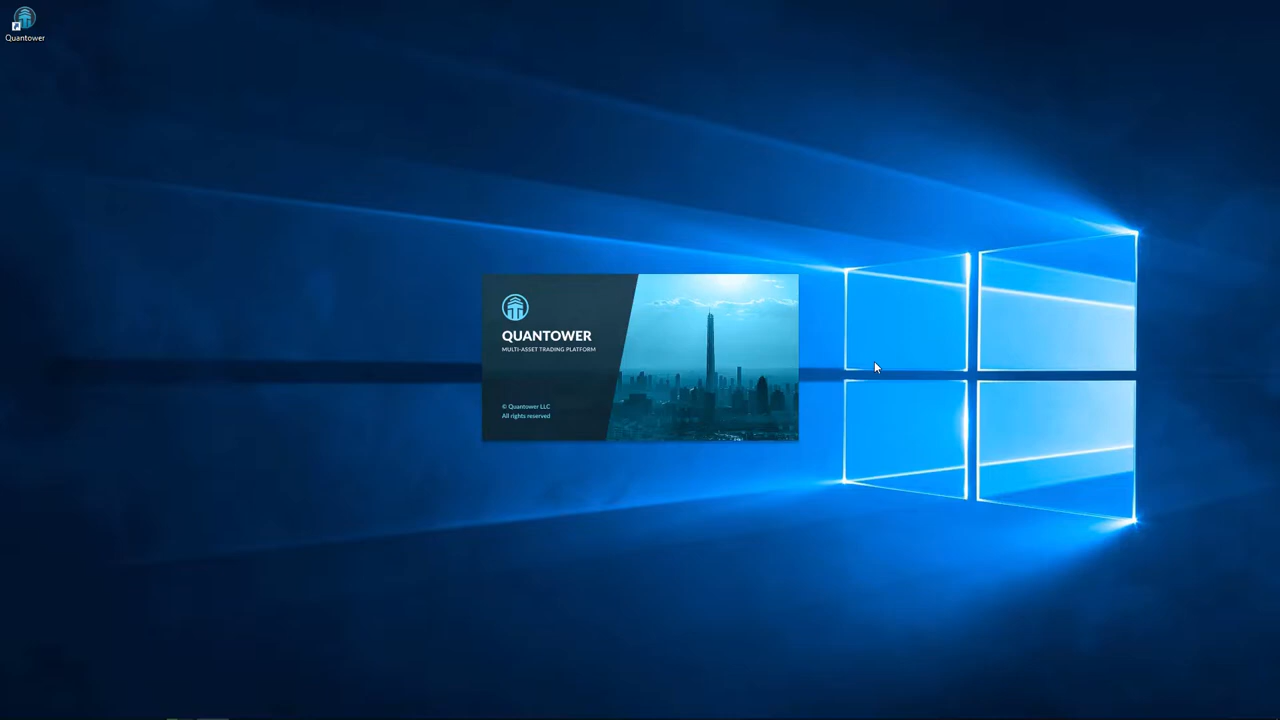 Quantower
QUANTOWER
MULTI-ASSET TRADING PLATFORM
© Quantower LLC
All rights reserved